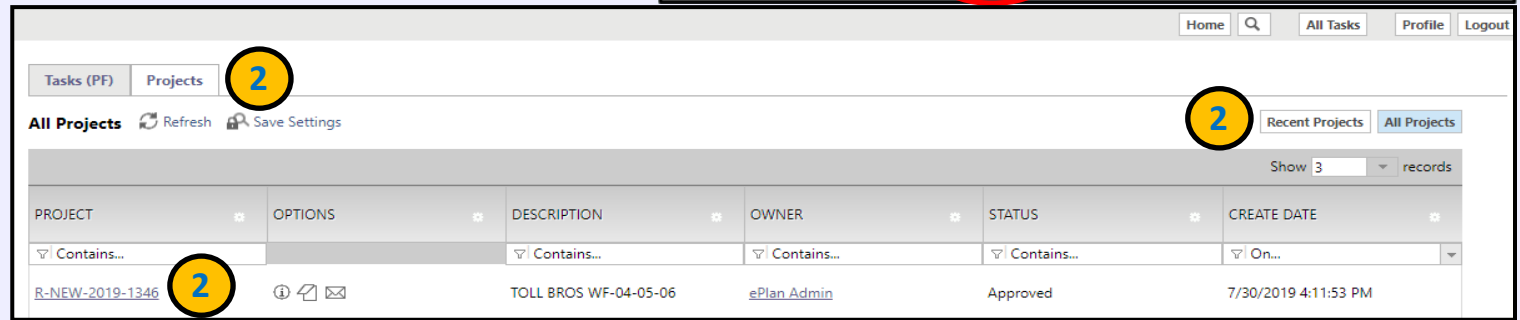 Home All Tasks Profile Logout
Tasks (PF) Projects 2
All Projects Refresh Save Settings 2 Recent Projects All Projects
Show 3 records
PROJECT OPTIONS DESCRIPTION OWNER STATUS CREATE DATE
Contains... Contains... Contains... Contains... On...
R-NEW-2019-1346 2 TOLL BROS WF-04-05-06 ePlan Admin Approved 7/30/2019 4:11:53 PM